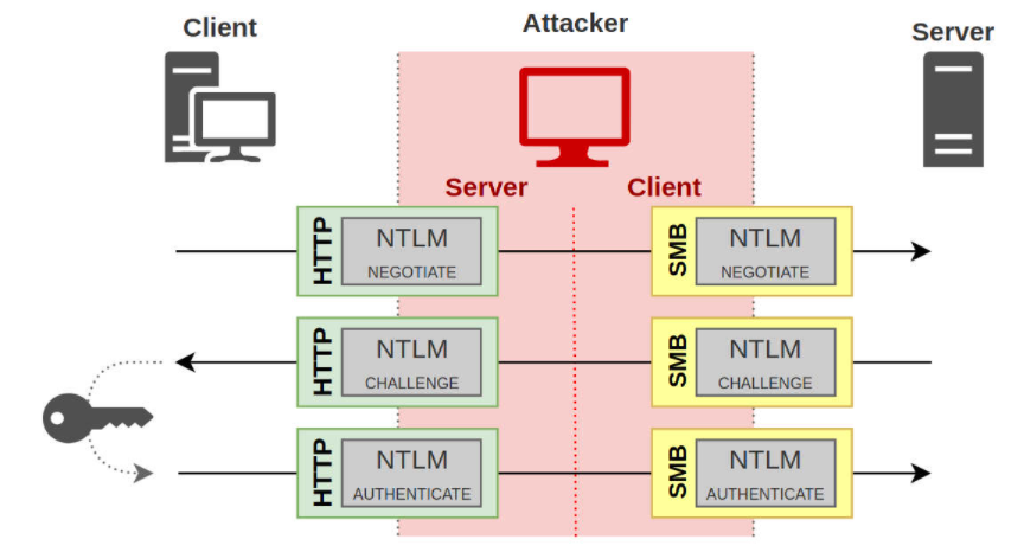 Client
Attacker
Server
Server
Client
HTTP
NTLM
NEGOTIATE
SMB
NTLM
NEGOTIATE
HTTP
NTLM
CHALLENGE
SMB
NTLM
CHALLENGE
HTTP
NTLM
AUTHENTICATE
SMB
NTLM
AUTHENTICATE